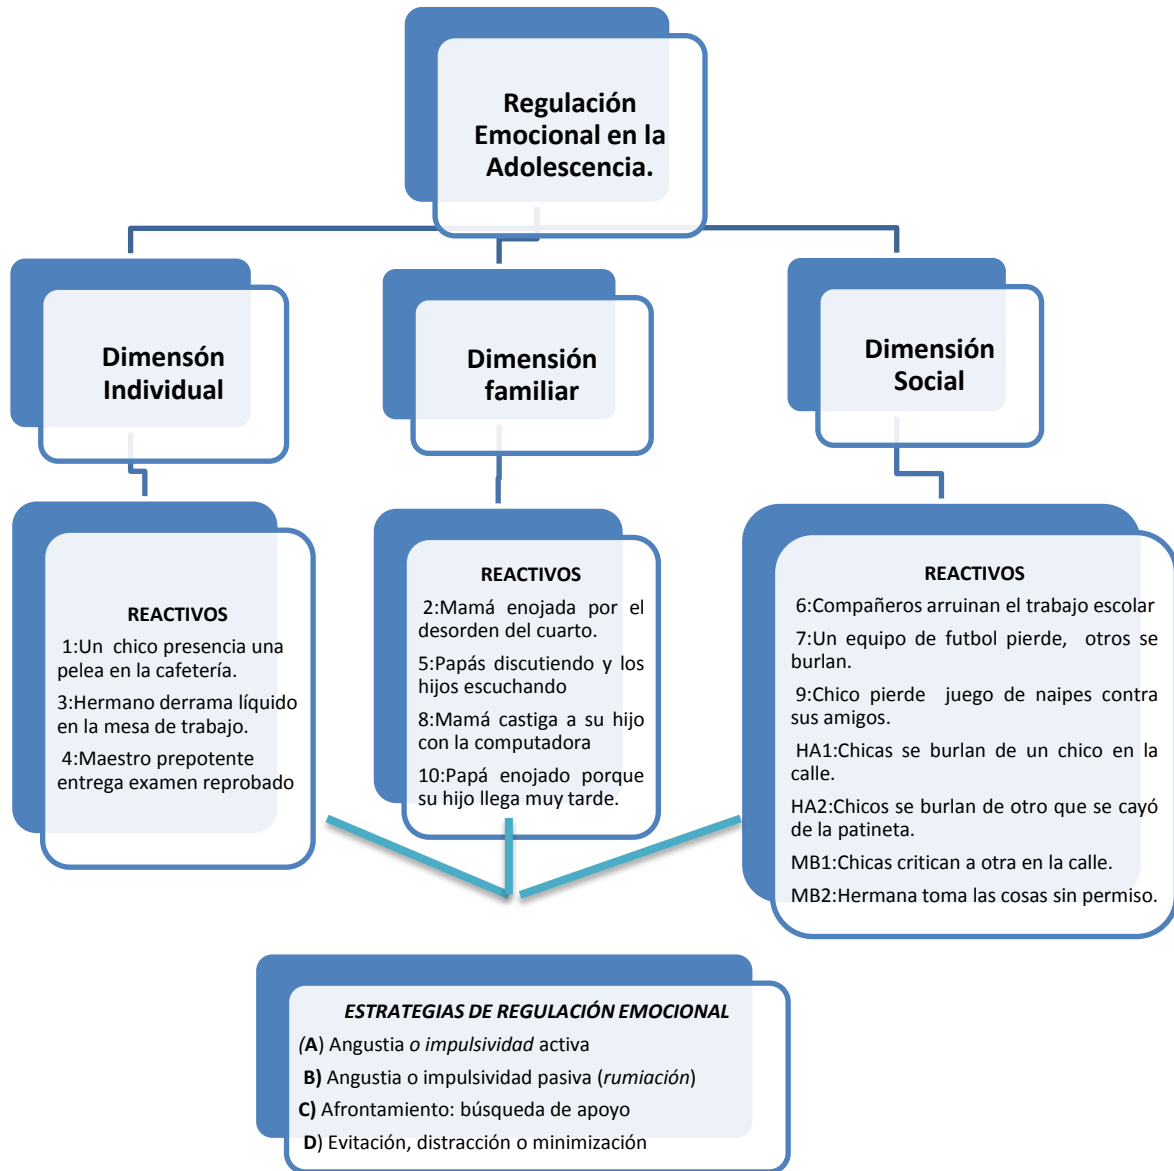 Regulación
Emocional en la
Adolescencia.
Dimensón
Individual
Dimensión
familiar
Dimensión
Social
REACTIVOS
1:Un chico presencia una
pelea en la cafetería.
3:Hermano derrama líquido
en la mesa de trabajo.
4:Maestro prepotente
entrega examen reprobado
REACTIVOS
2:Mamá enojada por el
desorden del cuarto.
5:Papás discutiendo y los
hijos escuchando
8:Mamá castiga a su hijo
con la computadora
10:Papá enojado porque
su hijo llega muy tarde.
REACTIVOS
6:Compañeros arruinan el trabajo escolar
7:Un equipo de futbol pierde, otros se
burlan.
9:Chico pierde juego de naipes contra
sus amigos.
HA1:Chicas se burlan de un chico en la
calle.
HA2:Chicos se burlan de otro que se cayó
de la patineta.
MB1:Chicas critican a otra en la calle.
MB2:Hermana toma las cosas sin permiso.
ESTRATEGIAS DE REGULACIÓN EMOCIONAL
(A) Angustia o impulsividad activa
B) Angustia o impulsividad pasiva (rumiación)
C) Afrontamiento: búsqueda de apoyo
D) Evitación, distracción o minimización